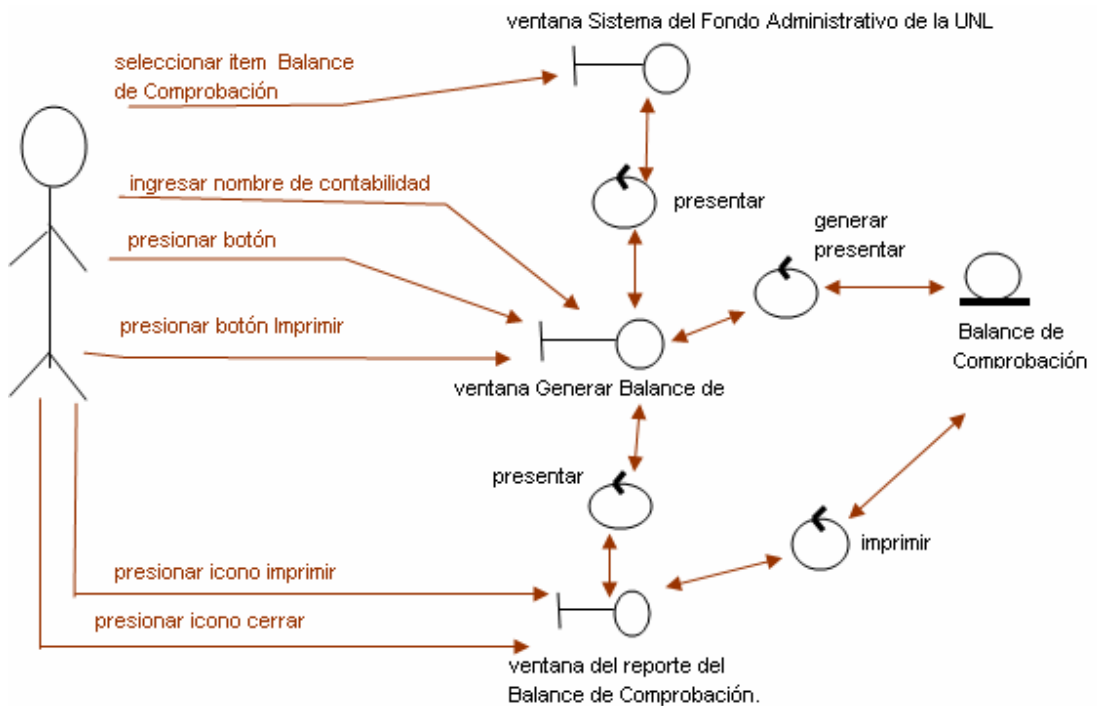 ventana Sistema del Fondo Administrativo de la UNL
seleccionar item Balance
de Comprobación
ingresar nombre de contabilidad
presentar
generar
presentar
presionar botón
presionar botón Imprimir
Balance de
Comprobación
ventana Generar Balance de
presentar
imprimir
presionar icono imprimir
presionar icono cerrar
ventana del reporte del
Balance de Comprobación.